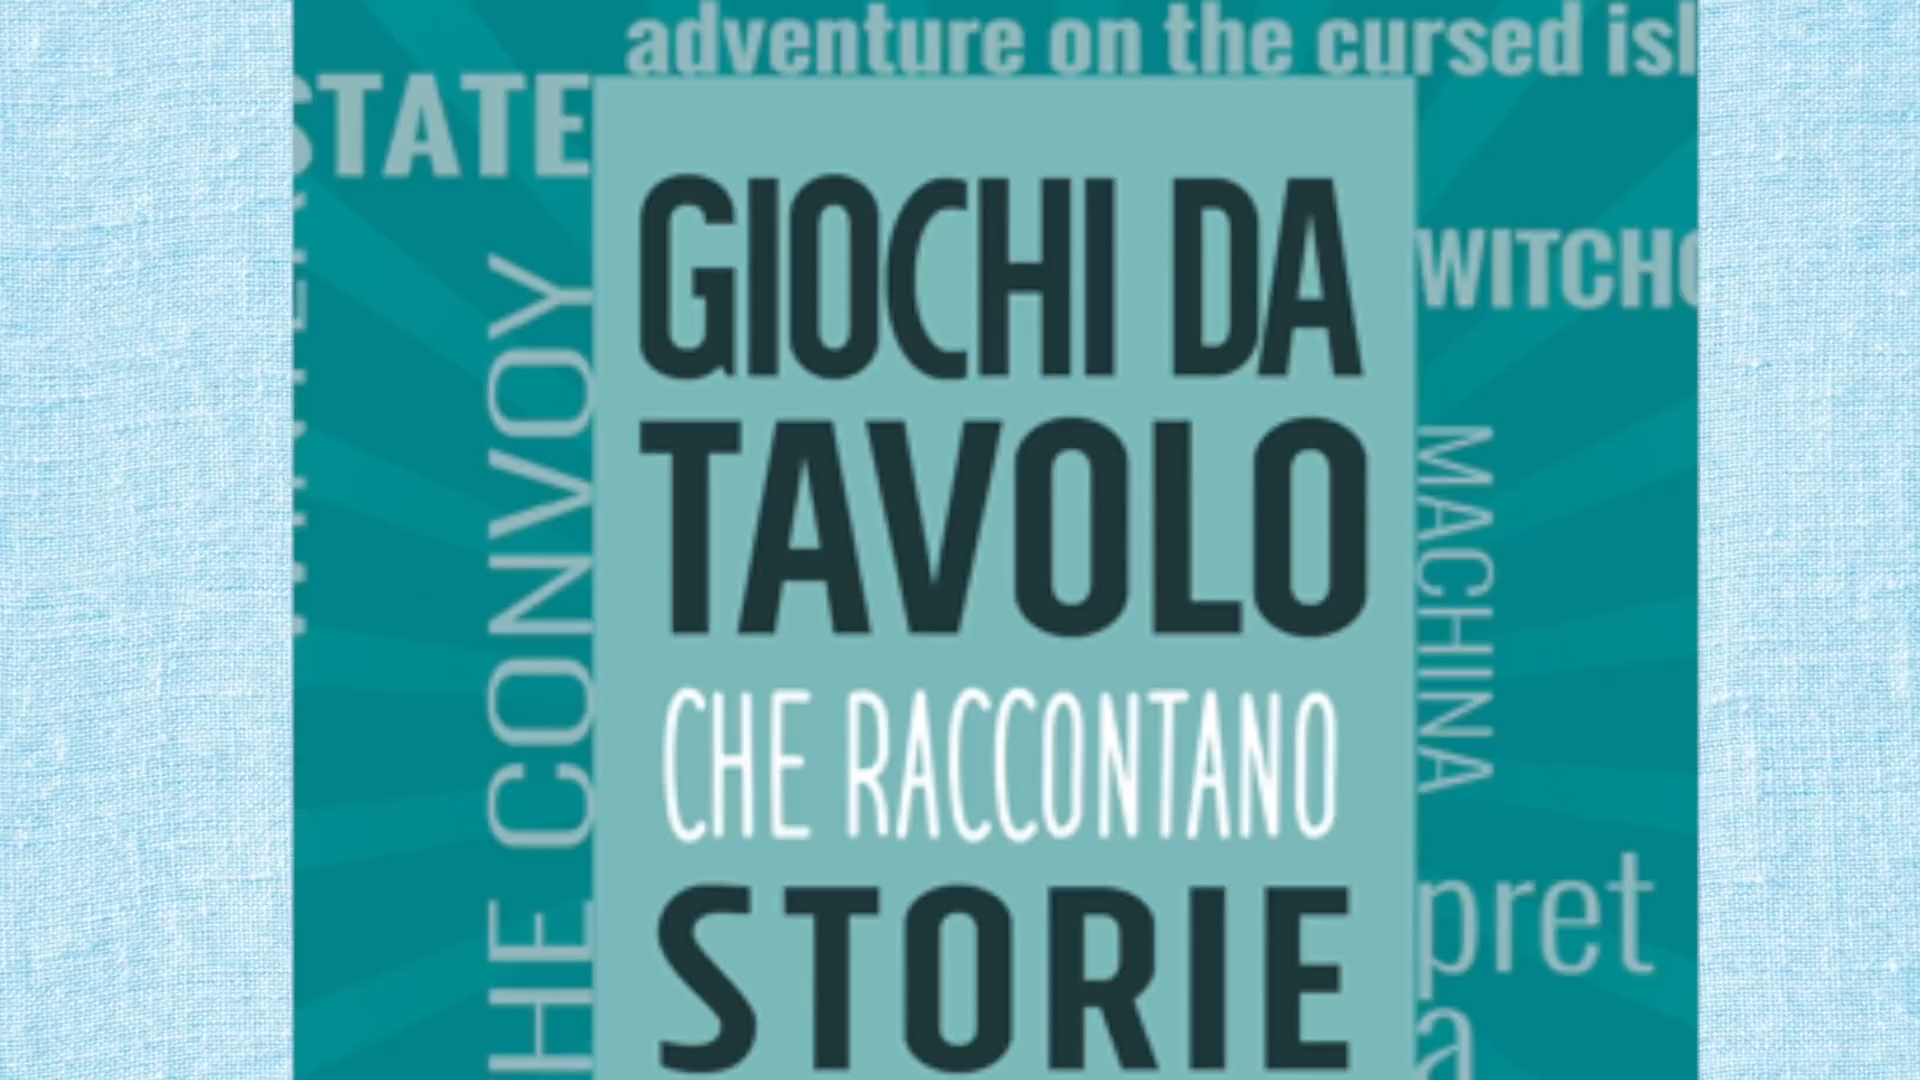 adventure on the cursed isl
STATE
GIOCHI DA
WITCH
TAVOLO
HE CONVOY
MACHINA
CHE RACCONTANO
pret
STORIE
a